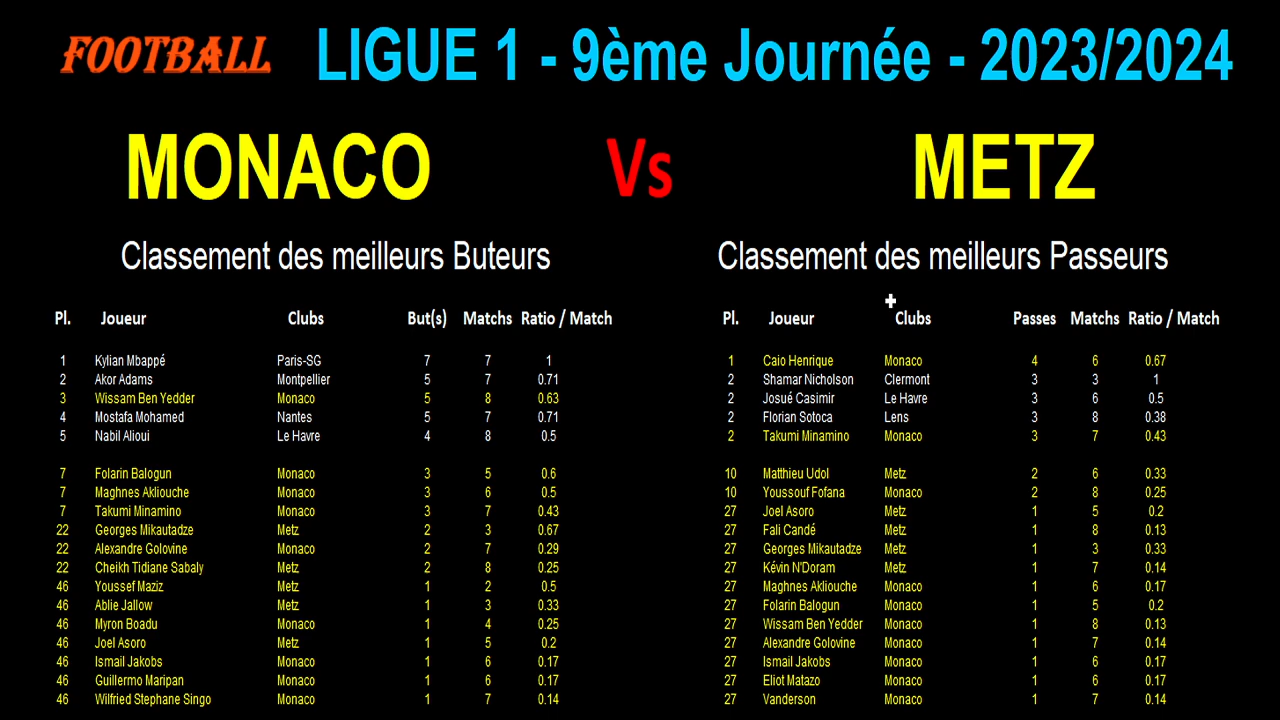 FOOTBALL LIGUE 1 - 9ème Journée - 2023/2024
MONACO Vs METZ
Classement des meilleurs Buteurs
Pl. Joueur Clubs But(s) Matchs Ratio / Match
1 Kylian Mbappé Paris-SG 7 7 1
2 Akor Adams Montpellier 5 7 0.71
3 Wissam Ben Yedder Monaco 5 8 0.63
4 Mostafa Mohamed Nantes 5 7 0.71
5 Nabil Alioui Le Havre 4 8 0.5
7 Folarin Balogun Monaco 3 5 0.6
7 Maghnes Akliouche Monaco 3 6 0.5
7 Takumi Minamino Monaco 3 7 0.43
22 Georges Mikautadze Metz 2 3 0.67
22 Alexandre Golovine Monaco 2 7 0.29
22 Cheikh Tidiane Sabaly Metz 2 8 0.25
46 Youssef Maziz Metz 1 2 0.5
46 Ablie Jallow Metz 1 3 0.33
46 Myron Boadu Monaco 1 4 0.25
46 Joel Asoro Metz 1 5 0.2
46 Ismail Jakobs Monaco 1 6 0.17
46 Guillermo Maripan Monaco 1 6 0.17
46 Wilfried Stephane Singo Monaco 1 7 0.14
Classement des meilleurs Passeurs
Pl. Joueur Clubs Passes Matchs Ratio / Match
1 Caio Henrique Monaco 4 6 0.67
2 Shamar Nicholson Clermont 3 3 1
2 Josué Casimir Le Havre 3 6 0.5
2 Florian Sotoca Lens 3 8 0.38
2 Takumi Minamino Monaco 3 7 0.43
10 Matthieu Udol Metz 2 6 0.33
10 Youssouf Fofana Monaco 2 8 0.25
27 Joel Asoro Metz 1 5 0.2
27 Fali Candé Metz 1 8 0.13
27 Georges Mikautadze Metz 1 3 0.33
27 Kévin N'Doram Metz 1 7 0.14
27 Maghnes Akliouche Monaco 1 6 0.17
27 Folarin Balogun Monaco 1 5 0.2
27 Wissam Ben Yedder Monaco 1 8 0.13
27 Alexandre Golovine Monaco 1 7 0.14
27 Ismail Jakobs Monaco 1 6 0.17
27 Eliot Matazo Monaco 1 6 0.17
27 Vanderson Monaco 1 7 0.14